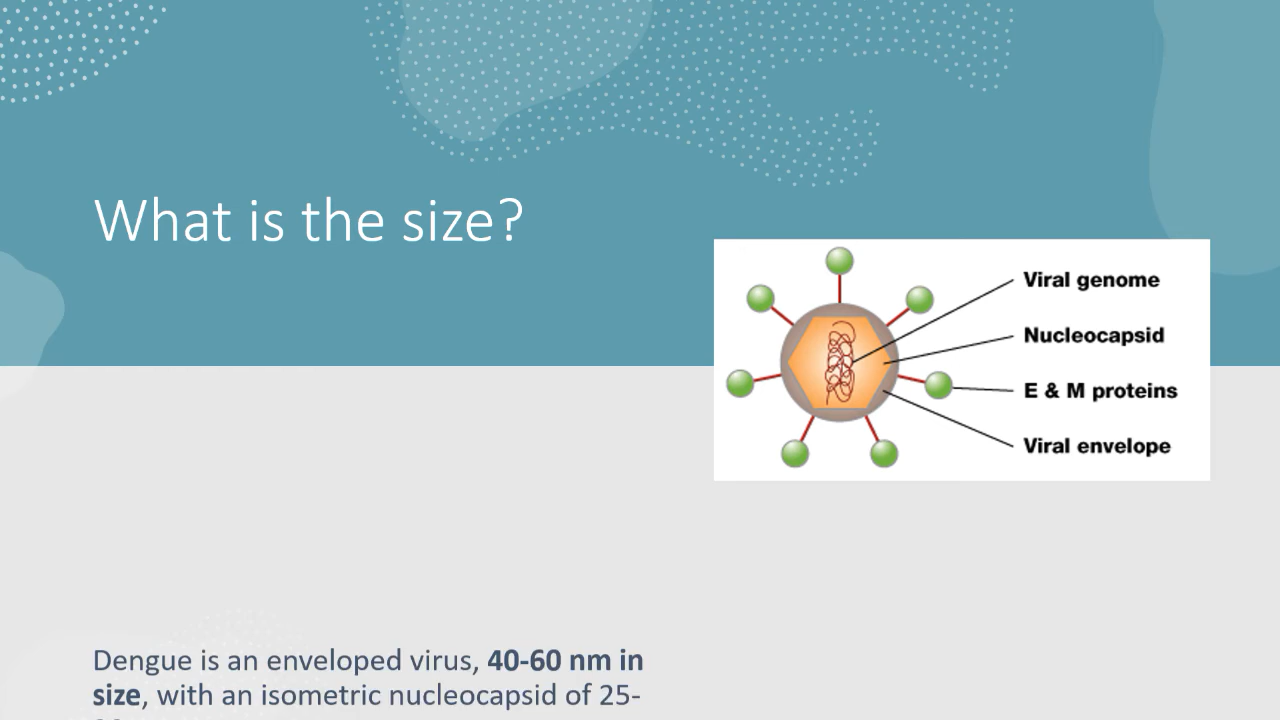 What is the size?
Viral genome
Nucleocapsid
E & M proteins
Viral envelope
Dengue is an enveloped virus, 40-60 nm in
size, with an isometric nucleocapsid of 25-